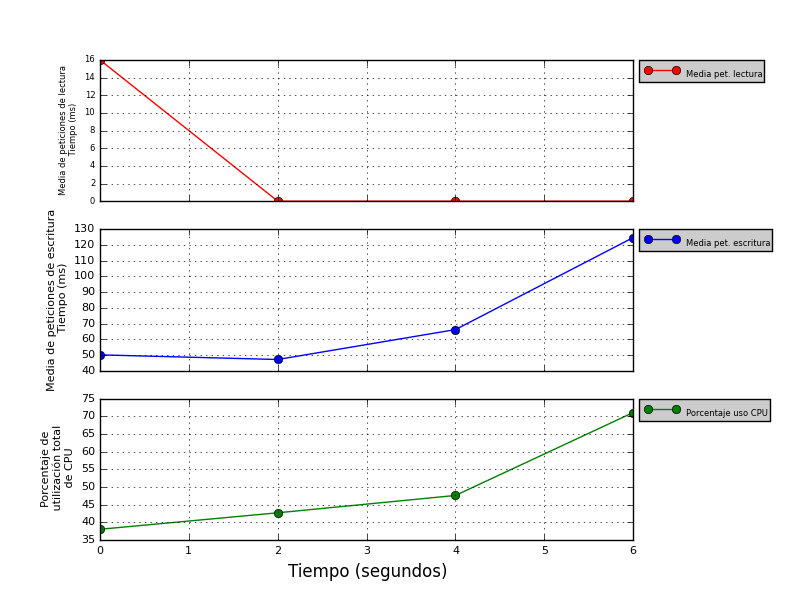 Media de peticiones de lectura
Tiempo (ms)
16
14
12
10
8
6
4
2
0
Media pet. lectura
Media de peticiones de escritura
Tiempo (ms)
130
120
110
100
90
80
70
60
50
40
Media pet. escritura
Porcentaje de
utilización total
de CPU
75
70
65
60
55
50
45
40
35
Porcentaje uso CPU
0 1 2 3 4 5 6
Tiempo (segundos)